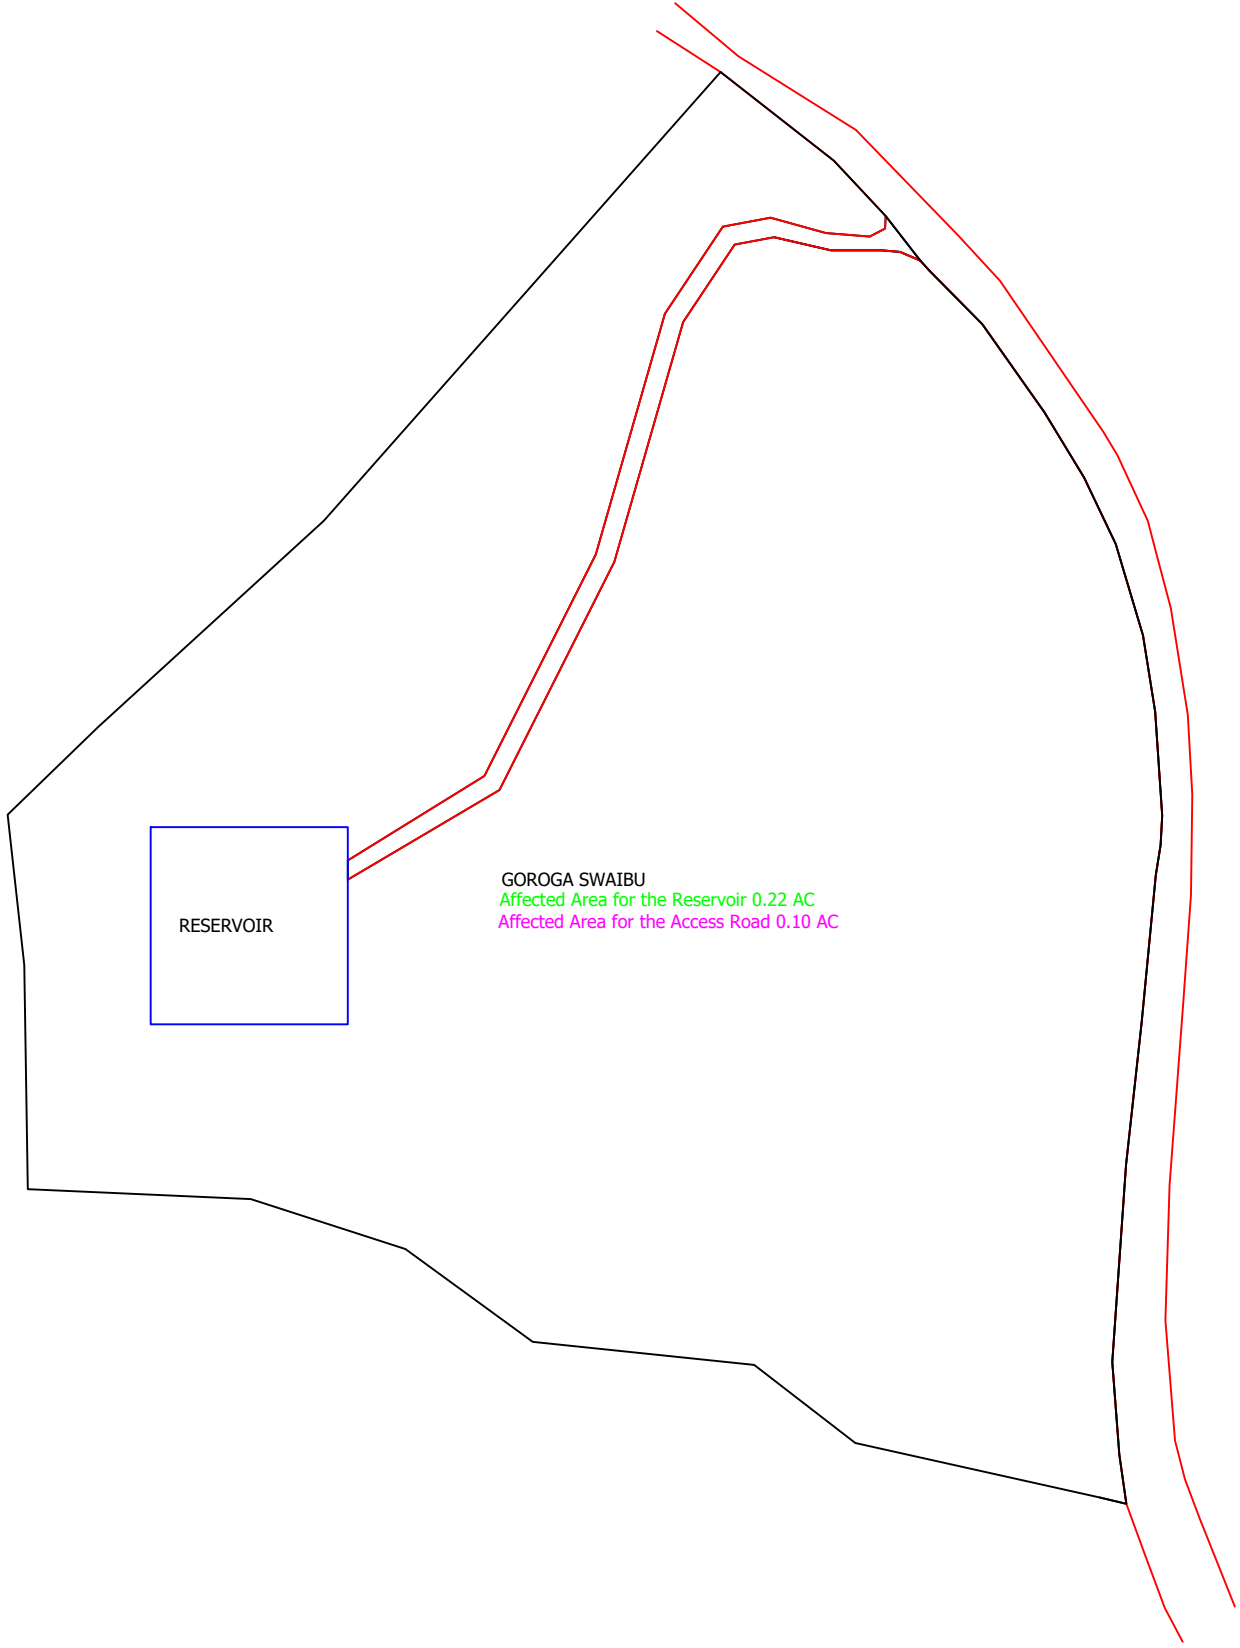 GOROGA SWAIBU
Affected Area for the Reservoir 0.22 AC
Affected Area for the Access Road 0.10 AC
RESERVOIR